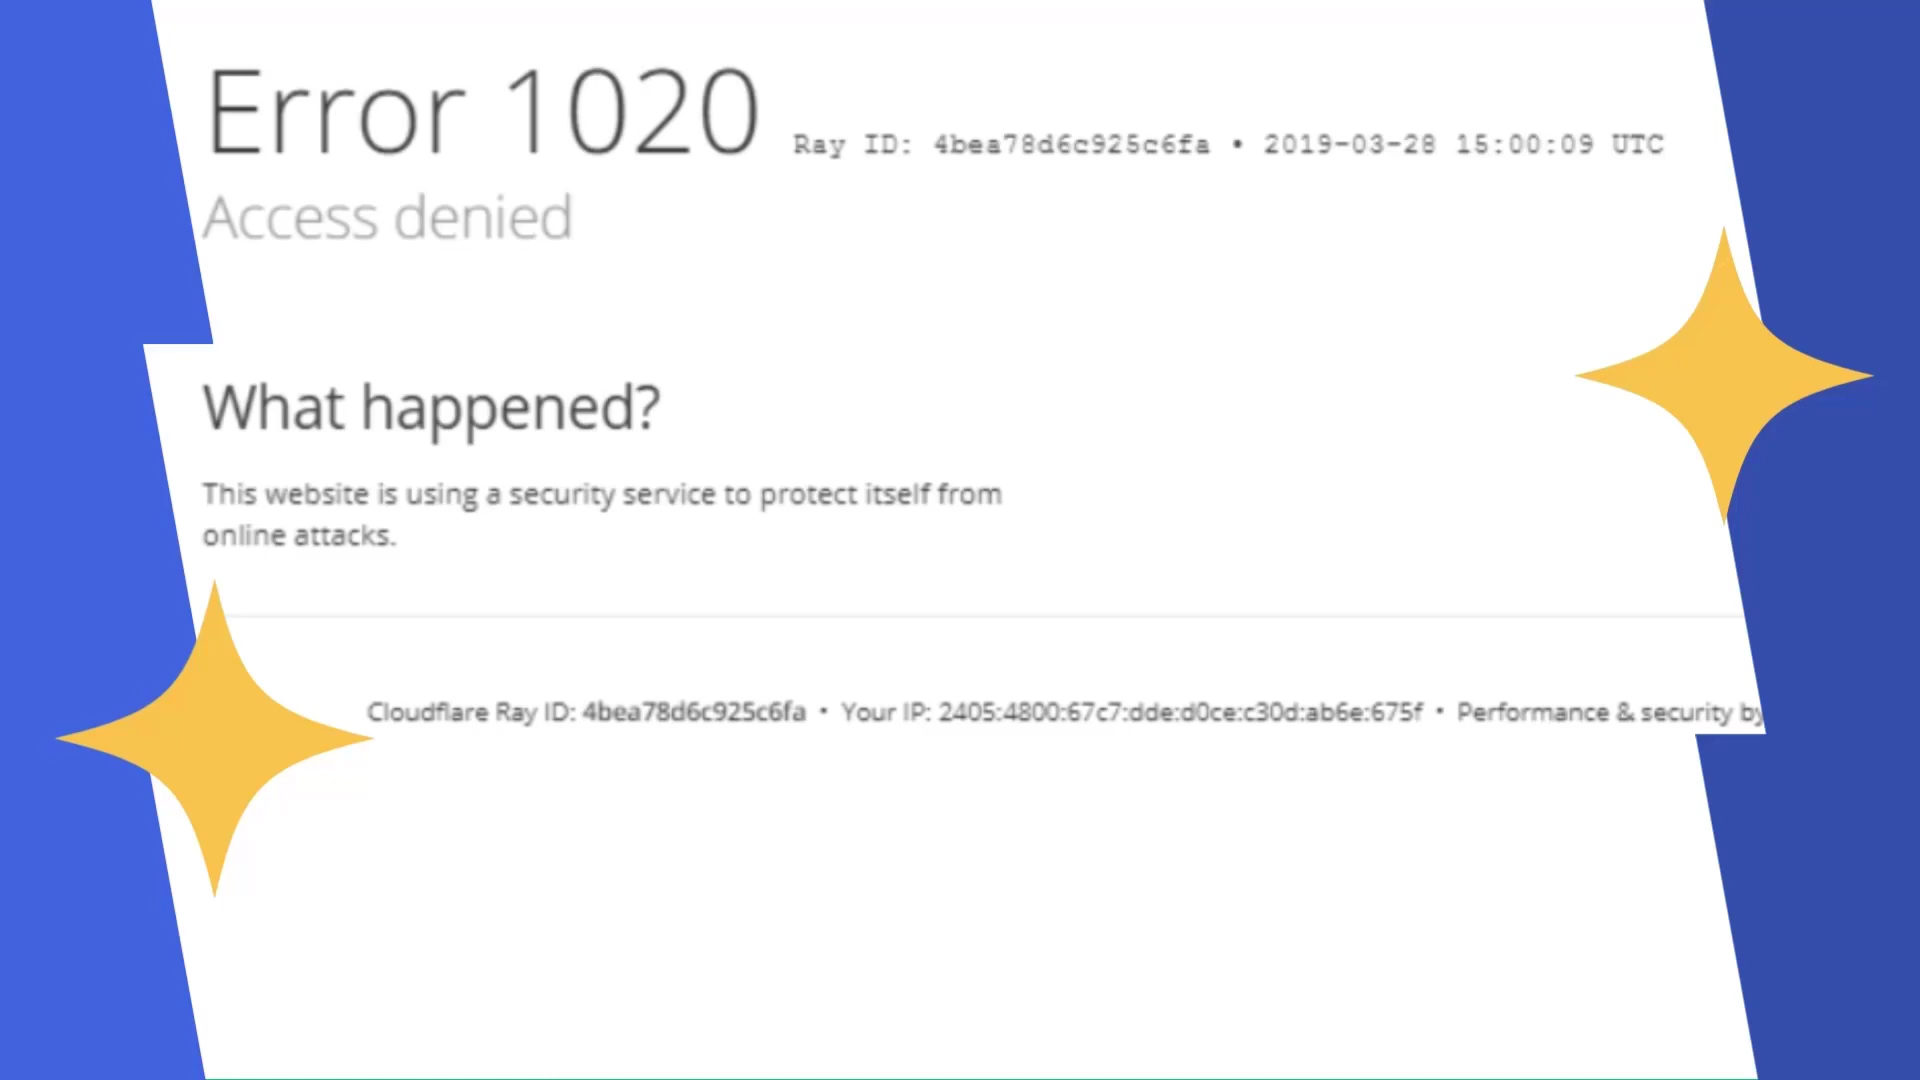 Error 1020 Ray ID: 4bea78d6c925c6fa • 2019-03-28 15:00:09 UTC
Access denied
What happened?
This website is using a security service to protect itself from
online attacks.
Cloudflare Ray ID: 4bea78d6c925c6fa • Your IP: 2405:4800:67c7:dde:d0ce:c30d:ab6e:675f • Performance & security by